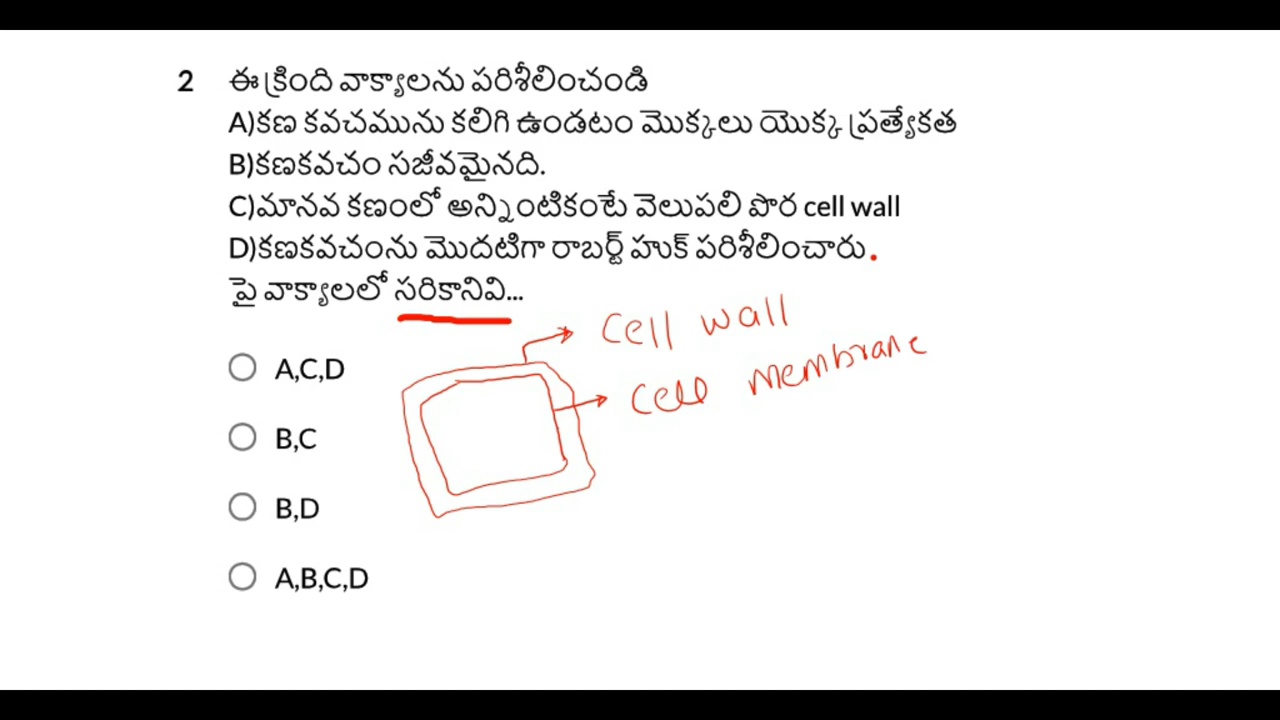 2 ఈ క్రింది వాక్యాలను పరిశీలించండి
A)కణ కవచమును కలిగి ఉండటం మొక్కలు యొక్క ప్రత్యేకత
B)కణకవచం సజీవమైనది.
C)మానవ కణంలో అన్నింటికంటే వెలుపలి పొర cell wall
D)కణకవచంను మొదటిగా రాబర్ట్ హుక్ పరిశీలించారు.
పై వాక్యాలలో సరికానివి...
cell wall
cell membrane
A,C,D
B,C
B,D
A,B,C,D